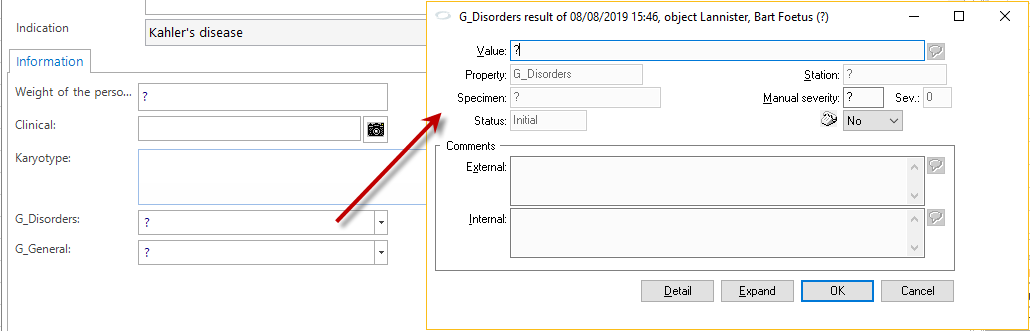 Indication
Kahler's disease
Information
Weight of the perso...
?
Clinical:
Karyotype:
G_Disorders:
?
G_General:
?
G_Disorders result of 08/08/2019 15:46, object Lannister, Bart Foetus (?)
Value:
?
Property:
G_Disorders
Station:
?
Specimen:
?
Manual severity:
?
Sev.:
0
Status:
Initial
No
Comments
External:
Internal:
Detail
Expand
OK
Cancel